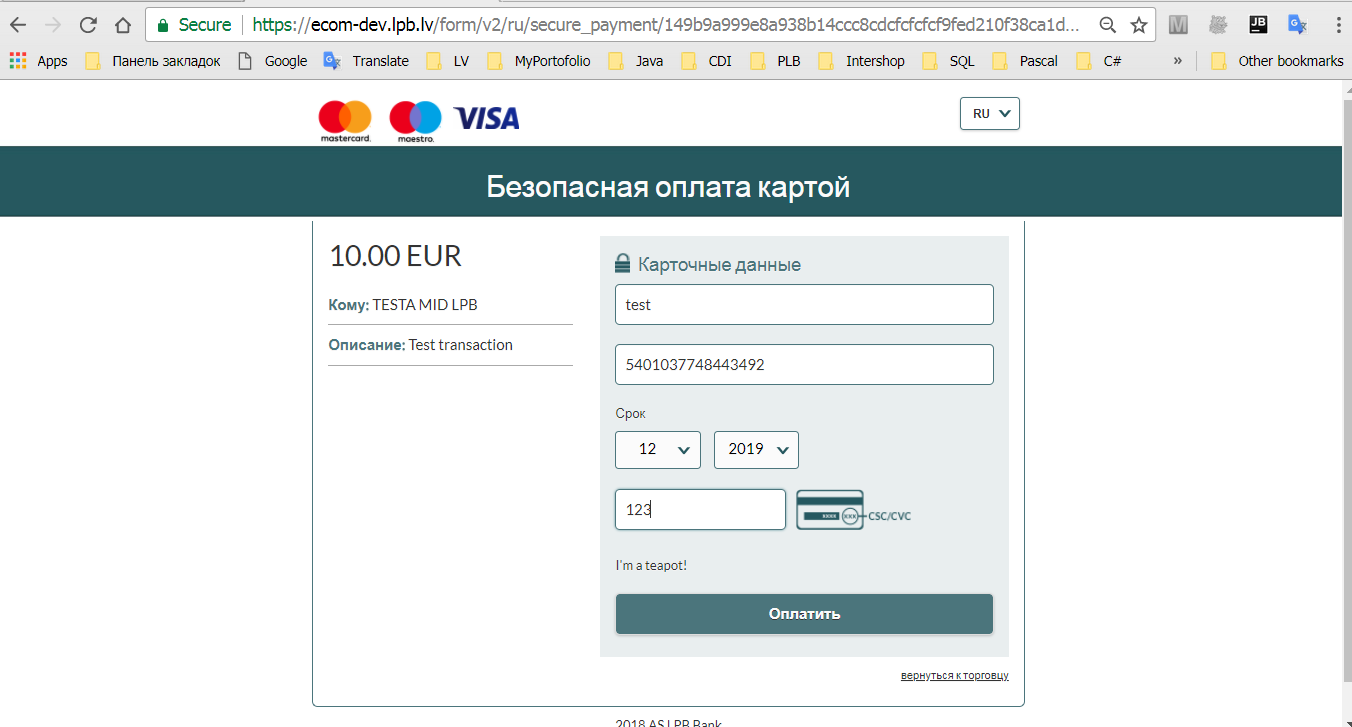 Secure https://ecom-dev.lpb.lv/form/v2/ru/secure_payment/149b9a999e8a938b14ccc8cdcfcfcfcf9fed210f38ca1d...
JB
Apps Панель закладок Google Translate LV MyPortofolio Java CDI PLB Intershop SQL Pascal C# » Other bookmarks
mastercard. maestro. VISA RU
Безопасная оплата картой
10.00 EUR
Кому: TESTA MID LPB
Описание: Test transaction
Карточные данные
test
5401037748443492
Срок
12 2019
123 xxxx xxx CSC/CVC
I'm a teapot!
Оплатить
вернуться к торговцу
2018 AS LPB Bank